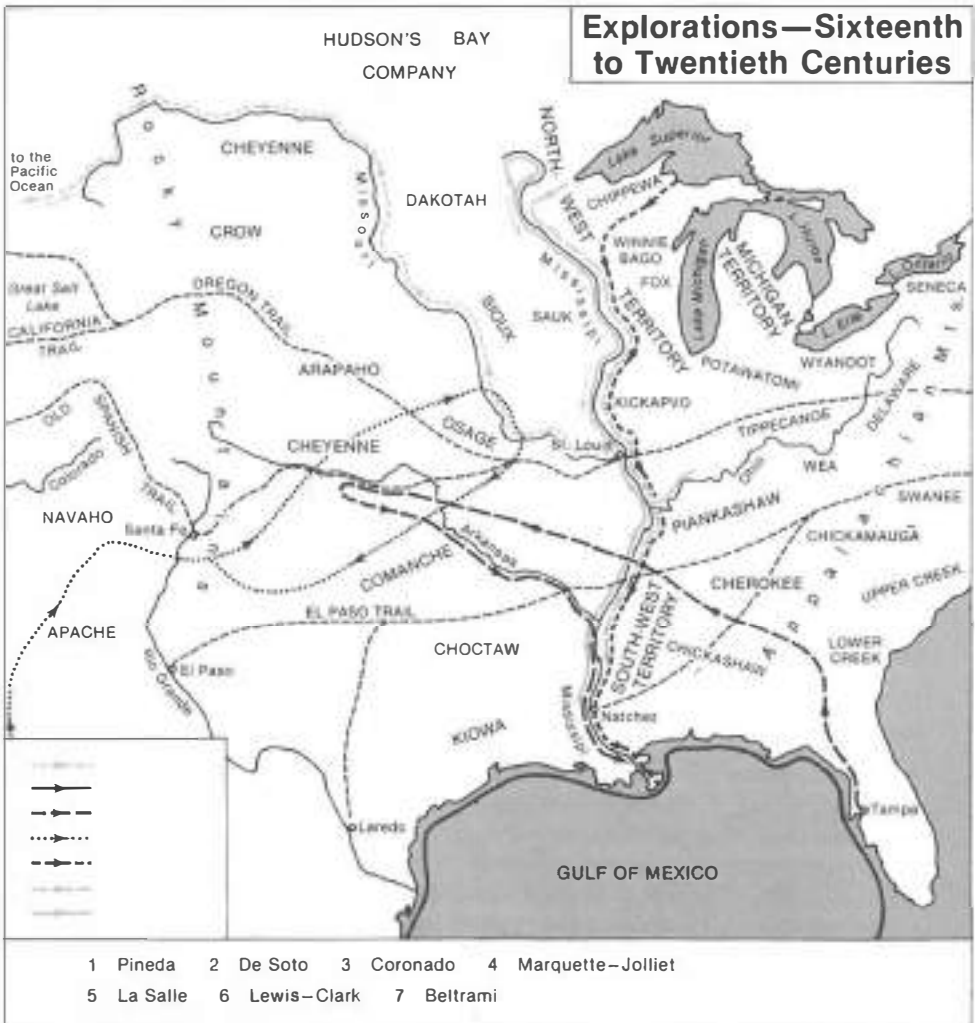 Explorations—Sixteenth
to Twentieth Centuries
HUDSON'S BAY
COMPANY
Rocky Mountains
to the
Pacific
Ocean
CHEYENNE
DAKOTAH
CROW
Missouri
NORTH WEST TERRITORY
Lake Superior
CHIPPEWA
WINNIE
BAGO
FOX
Lake Michigan
MICHIGAN
TERRITORY
L. Huron
Ontario
L. Erie
SENECA
Great Salt
Lake
CALIFORNIA
TRAIL
OREGON TRAIL
SIOUX
SAUK
Mississippi
ARAPAHO
POTAWATOMI
WYANDOT
KICKAPVO
DELAWARE
TIPPECANOE
OLD SPANISH TRAIL
CHEYENNE
OSAGE
St. Louis
Ohio
WEA
Colorado
NAVAHO
Santa Fe
PIANKASHAW
SWANEE
CHICKAMAUGA
Appalachian Mts.
Arkansas
COMANCHE
CHEROKEE
UPPER CREEK
EL PASO TRAIL
APACHE
CHOCTAW
SOUTH-WEST
TERRITORY
CHICKASHAW
LOWER
CREEK
El Paso
Rio Grande
KIOWA
Mississippi
Natchez
Laredo
Tampa
GULF OF MEXICO
1 Pineda 2 De Soto 3 Coronado 4 Marquette–Jolliet
5 La Salle 6 Lewis–Clark 7 Beltrami